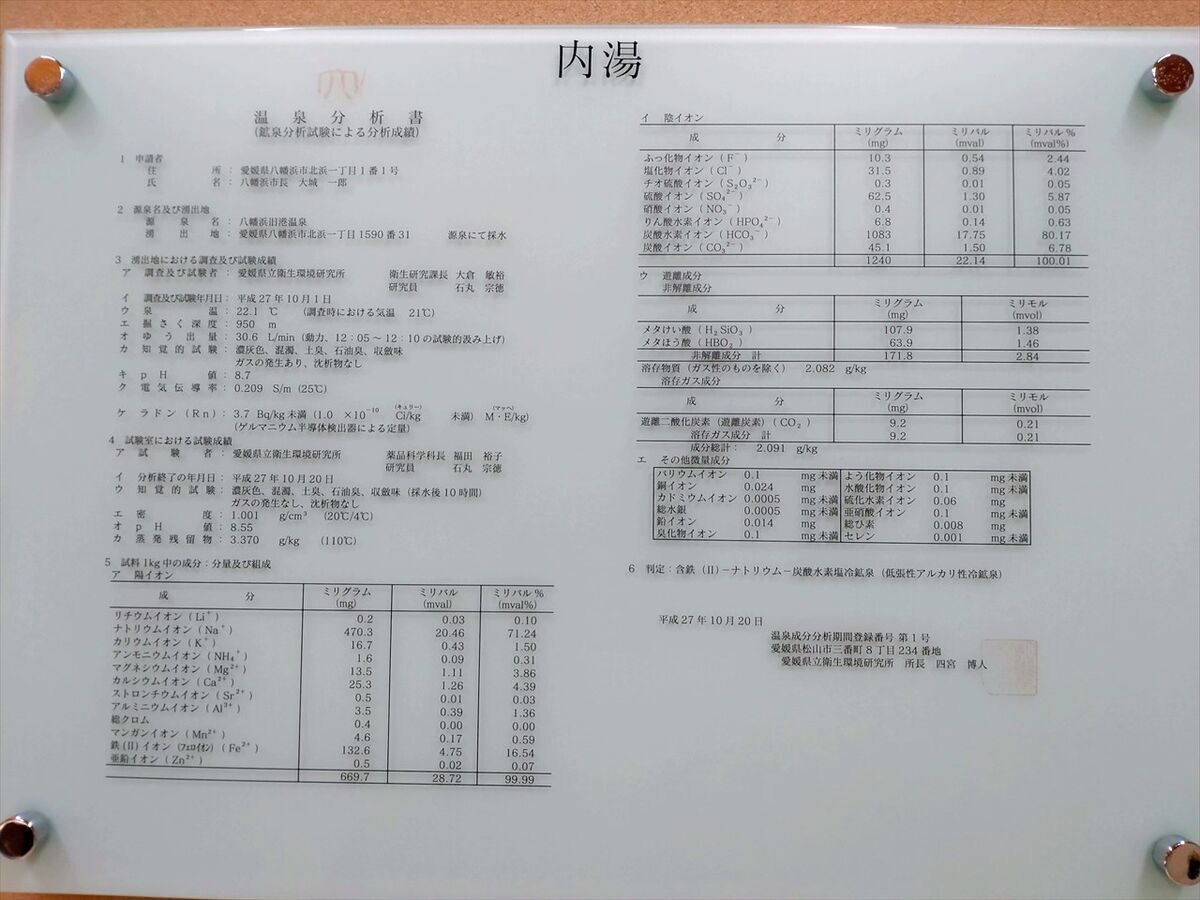 内湯
温泉分析書
(鉱泉分析試験による分析成績)
1 申請者
住所：愛媛県八幡浜市北浜一丁目1番1号
氏名：八幡浜市長 大城 一郎
2 源泉名及び湧出地
源泉名：八幡浜旧港温泉
湧出地：愛媛県八幡浜市北浜一丁目1590番31 源泉にて採水
3 湧出地における調査及び試験成績
ア 調査及び試験者：愛媛県立衛生環境研究所 衛生研究課長 大倉 敏裕
研究員 石丸 宗徳
イ 調査及び試験年月日：平成27年10月1日
ウ 泉温：22.1 ℃ (調査時における気温 21℃)
エ 掘さく深度：950 m
オ ゆう出量：30.6 L/min (動力、12：05～12：10の試験的汲み上げ)
カ 知覚的試験：濃灰色、混濁、土臭、石油臭、収斂味
ガスの発生あり、沈析物なし
キ pH値：8.7
ク 電気伝導率：0.209 S/m (25℃)
ケ ラドン(Rn)：3.7 Bq/kg未満 (1.0 ×10⁻¹⁰ Ci(キュリー)/kg 未満) M・E(マッヘ)/kg)
(ゲルマニウム半導体検出器による定量)
4 試験室における試験成績
ア 試験者：愛媛県立衛生環境研究所 薬品科学科長 福田 裕子
研究員 石丸 宗徳
イ 分析終了の年月日：平成27年10月20日
ウ 知覚的試験：濃灰色、混濁、土臭、石油臭、収斂味 (採水後10時間)
ガスの発生なし、沈析物なし
エ 密度：1.001 g/cm³ (20℃/4℃)
オ pH値：8.55
カ 蒸発残留物：3.370 g/kg (110℃)
5 試料1kg中の成分：分量及び組成
ア 陽イオン
成分 ミリグラム(mg) ミリバル(mval) ミリバル%(mval%)
リチウムイオン(Li⁺) 0.2 0.03 0.10
ナトリウムイオン(Na⁺) 470.3 20.46 71.24
カリウムイオン(K⁺) 16.7 0.43 1.50
アンモニウムイオン(NH₄⁺) 1.6 0.09 0.31
マグネシウムイオン(Mg²⁺) 13.5 1.11 3.86
カルシウムイオン(Ca²⁺) 25.3 1.26 4.39
ストロンチウムイオン(Sr²⁺) 0.5 0.01 0.03
アルミニウムイオン(Al³⁺) 3.5 0.39 1.36
総クロム 0.4 0.00 0.00
マンガンイオン(Mn²⁺) 4.6 0.17 0.59
鉄(II)イオン(フェロイオン)(Fe²⁺) 132.6 4.75 16.54
亜鉛イオン(Zn²⁺) 0.5 0.02 0.07
669.7 28.72 99.99
イ 陰イオン
成分 ミリグラム(mg) ミリバル(mval) ミリバル%(mval%)
ふっ化物イオン(F⁻) 10.3 0.54 2.44
塩化物イオン(Cl⁻) 31.5 0.89 4.02
チオ硫酸イオン(S₂O₃²⁻) 0.3 0.01 0.05
硫酸イオン(SO₄²⁻) 62.5 1.30 5.87
硝酸イオン(NO₃⁻) 0.4 0.01 0.05
りん酸水素イオン(HPO₄²⁻) 6.8 0.14 0.63
炭酸水素イオン(HCO₃⁻) 1083 17.75 80.17
炭酸イオン(CO₃²⁻) 45.1 1.50 6.78
1240 22.14 100.01
ウ 遊離成分
非解離成分
成分 ミリグラム(mg) ミリモル(mvol)
メタけい酸(H₂SiO₃) 107.9 1.38
メタほう酸(HBO₂) 63.9 1.46
非解離成分 計 171.8 2.84
溶存物質(ガス性のものを除く) 2.082 g/kg
溶存ガス成分
成分 ミリグラム(mg) ミリモル(mvol)
遊離二酸化炭素(遊離炭素)(CO₂) 9.2 0.21
溶存ガス成分 計 9.2 0.21
成分総計： 2.091 g/kg
エ その他微量成分
バリウムイオン 0.1 mg未満 よう化物イオン 0.1 mg未満
銅イオン 0.024 mg 水酸化物イオン 0.1 mg未満
カドミウムイオン 0.0005 mg未満 硫化水素イオン 0.06 mg
総水銀 0.0005 mg未満 亜硝酸イオン 0.1 mg未満
鉛イオン 0.014 mg 総ひ素 0.008 mg
臭化物イオン 0.1 mg未満 セレン 0.001 mg未満
6 判定：含鉄(II)－ナトリウム－炭酸水素塩冷鉱泉 (低張性アルカリ性冷鉱泉)
平成27年10月20日
温泉成分分析期間登録番号 第1号
愛媛県松山市三番町8丁目234番地
愛媛県立衛生環境研究所 所長 四宮 博人